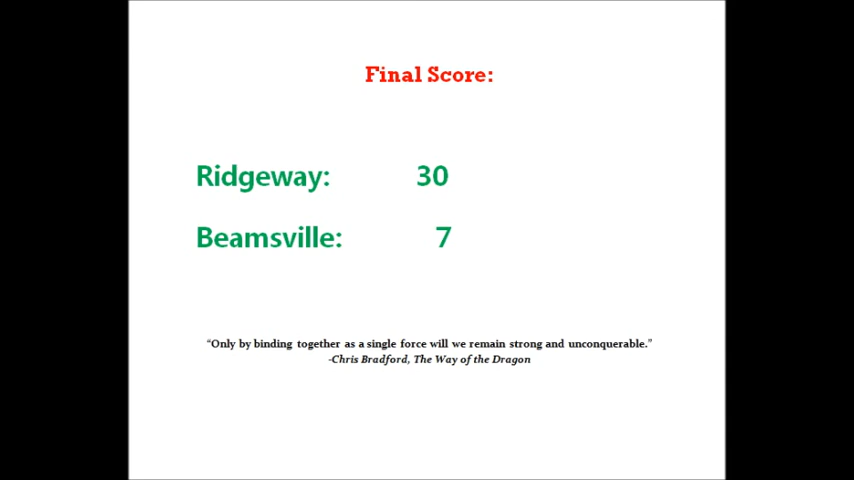 Final Score:
Ridgeway: 30
Beamsville: 7
“Only by binding together as a single force will we remain strong and unconquerable.”
-Chris Bradford, The Way of the Dragon